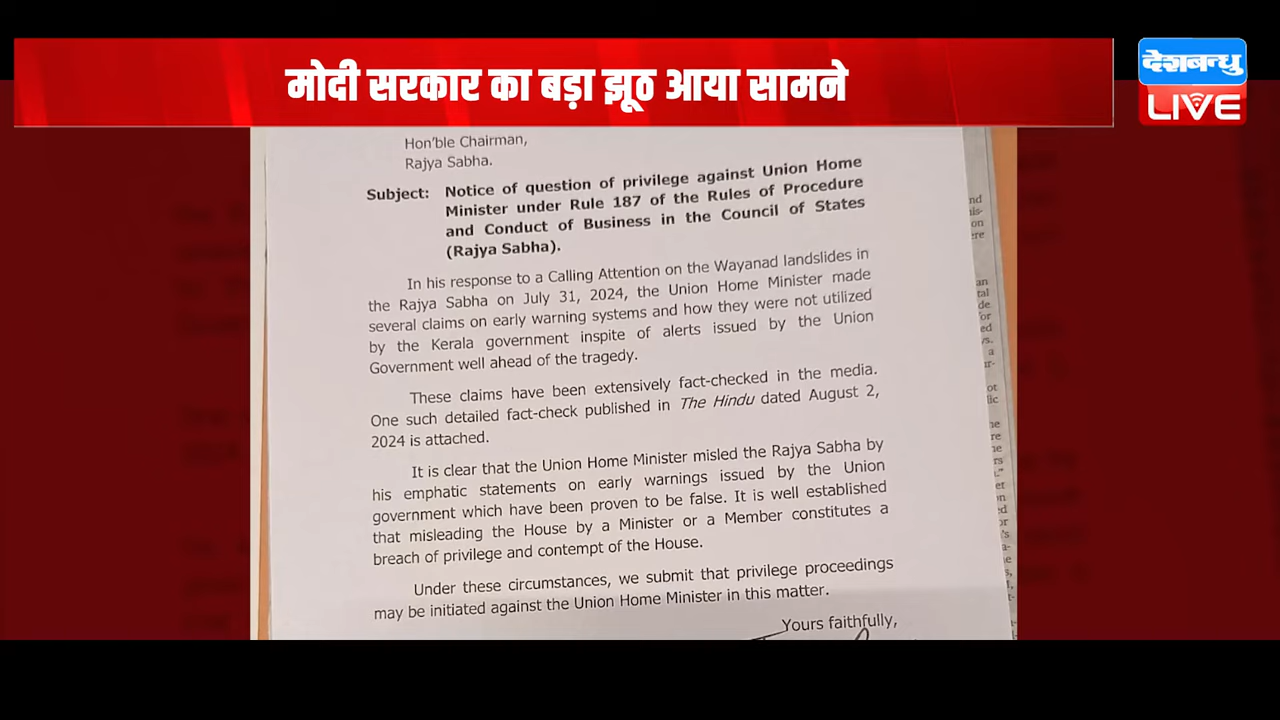 मोदी सरकार का बड़ा झूठ आया सामने
देशबन्धु
LIVE
Hon'ble Chairman,
Rajya Sabha.
Subject: Notice of question of privilege against Union Home
Minister under Rule 187 of the Rules of Procedure
and Conduct of Business in the Council of States
(Rajya Sabha).
In his response to a Calling Attention on the Wayanad landslides in
the Rajya Sabha on July 31, 2024, the Union Home Minister made
several claims on early warning systems and how they were not utilized
by the Kerala government inspite of alerts issued by the Union
Government well ahead of the tragedy.
These claims have been extensively fact-checked in the media.
One such detailed fact-check published in The Hindu dated August 2,
2024 is attached.
It is clear that the Union Home Minister misled the Rajya Sabha by
his emphatic statements on early warnings issued by the Union
government which have been proven to be false. It is well established
that misleading the House by a Minister or a Member constitutes a
breach of privilege and contempt of the House.
Under these circumstances, we submit that privilege proceedings
may be initiated against the Union Home Minister in this matter.
Yours faithfully,